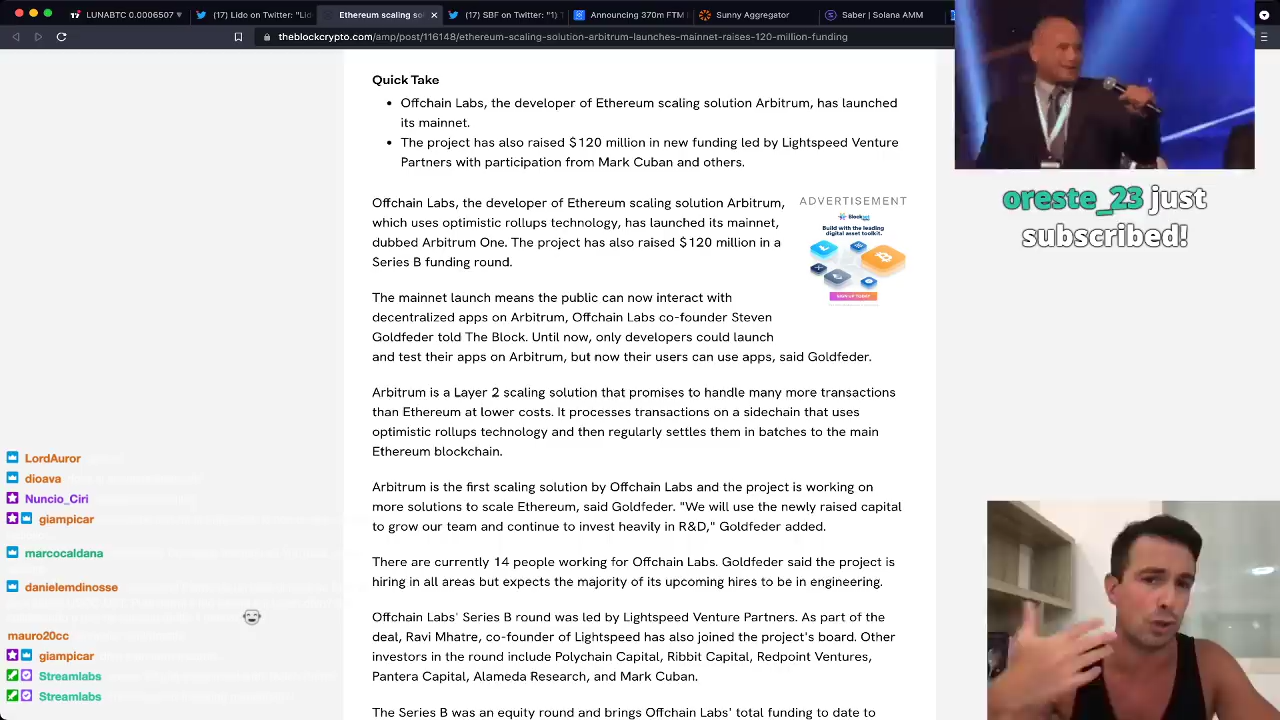 LUNABTC 0.0006507
(17) Lido on Twitter: "Lid
Ethereum scaling so
(17) SBF on Twitter: "1) T
Announcing 370m FTM
Sunny Aggregator
Saber | Solana AMM
theblockcrypto.com/amp/post/116148/ethereum-scaling-solution-arbitrum-launches-mainnet-raises-120-million-funding
Quick Take
• Offchain Labs, the developer of Ethereum scaling solution Arbitrum, has launched
its mainnet.
• The project has also raised $120 million in new funding led by Lightspeed Venture
Partners with participation from Mark Cuban and others.
Offchain Labs, the developer of Ethereum scaling solution Arbitrum,
which uses optimistic rollups technology, has launched its mainnet,
dubbed Arbitrum One. The project has also raised $120 million in a
Series B funding round.
ADVERTISEMENT
Build with the leading
digital asset toolkit.
SIGN UP TODAY
The mainnet launch means the public can now interact with
decentralized apps on Arbitrum, Offchain Labs co-founder Steven
Goldfeder told The Block. Until now, only developers could launch
and test their apps on Arbitrum, but now their users can use apps, said Goldfeder.
Arbitrum is a Layer 2 scaling solution that promises to handle many more transactions
than Ethereum at lower costs. It processes transactions on a sidechain that uses
optimistic rollups technology and then regularly settles them in batches to the main
Ethereum blockchain.
Arbitrum is the first scaling solution by Offchain Labs and the project is working on
more solutions to scale Ethereum, said Goldfeder. "We will use the newly raised capital
to grow our team and continue to invest heavily in R&D," Goldfeder added.
There are currently 14 people working for Offchain Labs. Goldfeder said the project is
hiring in all areas but expects the majority of its upcoming hires to be in engineering.
Offchain Labs' Series B round was led by Lightspeed Venture Partners. As part of the
deal, Ravi Mhatre, co-founder of Lightspeed has also joined the project's board. Other
investors in the round include Polychain Capital, Ribbit Capital, Redpoint Ventures,
Pantera Capital, Alameda Research, and Mark Cuban.
The Series B was an equity round and brings Offchain Labs' total funding to date to
oreste_23 just
subscribed!
LordAuror
dioava
Nuncio_Ciri
giampicar
marcocaldana
danielemdinosse
mauro20cc
giampicar
Streamlabs
Streamlabs